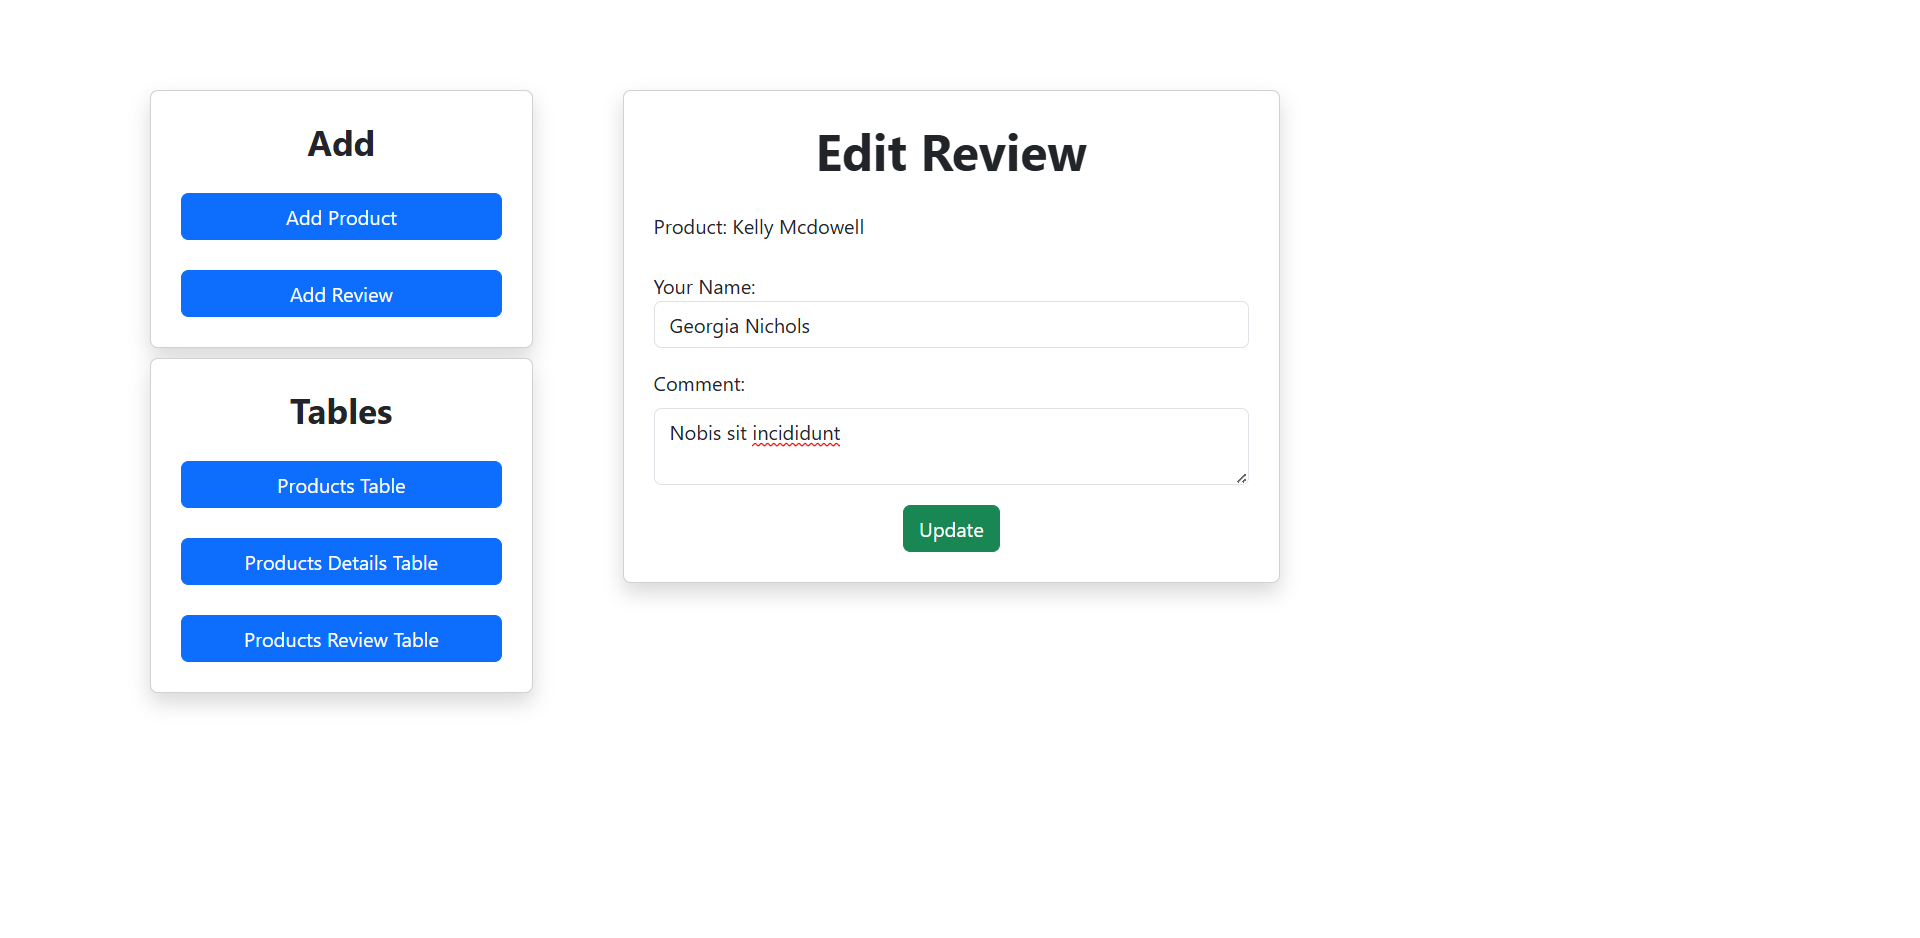 Add
Add Product
Add Review
Tables
Products Table
Products Details Table
Products Review Table
Edit Review
Product: Kelly Mcdowell
Your Name:
Georgia Nichols
Comment:
Nobis sit incididunt
Update